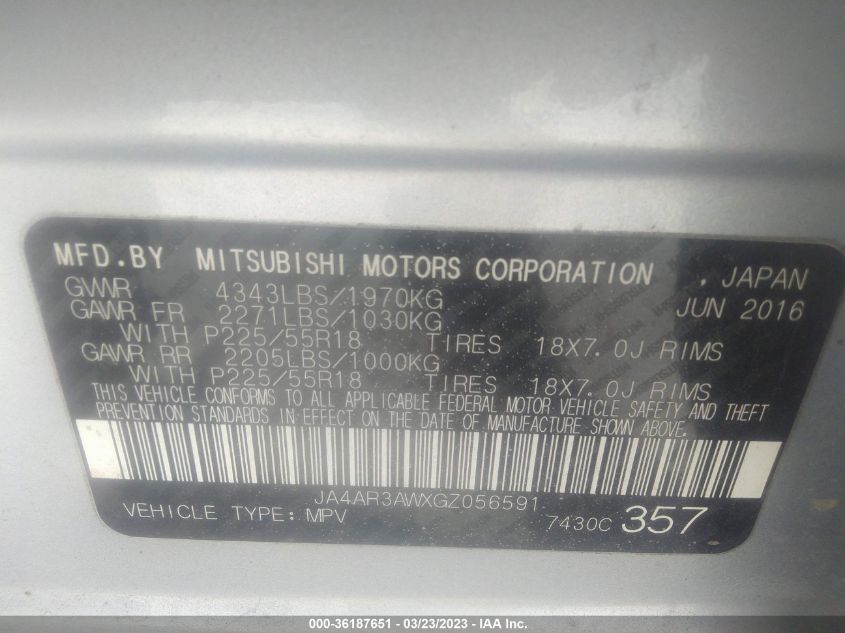 MFD.BY MITSUBISHI MOTORS CORPORATION , JAPAN
GVWR 4343LBS/1970KG JUN 2016
GAWR FR 2271LBS/1030KG
WITH P225/55R18 TIRES 18X7.0J RIMS
GAWR RR 2205LBS/1000KG
WITH P225/55R18 TIRES 18X7.0J RIMS
THIS VEHICLE CONFORMS TO ALL APPLICABLE FEDERAL MOTOR VEHICLE SAFETY AND THEFT
PREVENTION STANDARDS IN EFFECT ON THE DATE OF MANUFACTURE SHOWN ABOVE.
JA4AR3AWXGZ056591
VEHICLE TYPE: MPV 7430C 357
000-36187651 - 03/23/2023 - © IAA Inc.